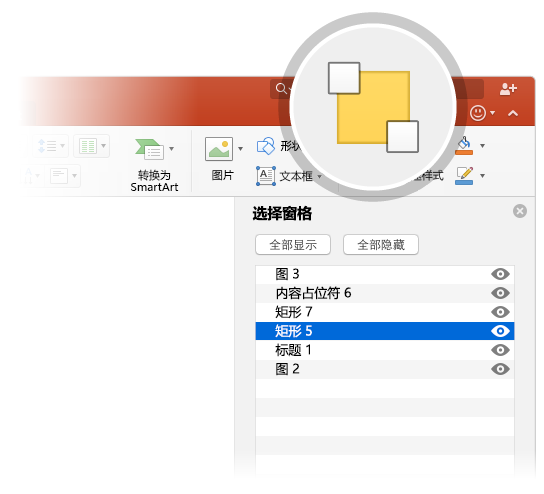 形状
转换为
SmartArt
图片
文本框
样式
选择窗格
全部显示
全部隐藏
图 3
内容占位符 6
矩形 7
矩形 5
标题 1
图 2